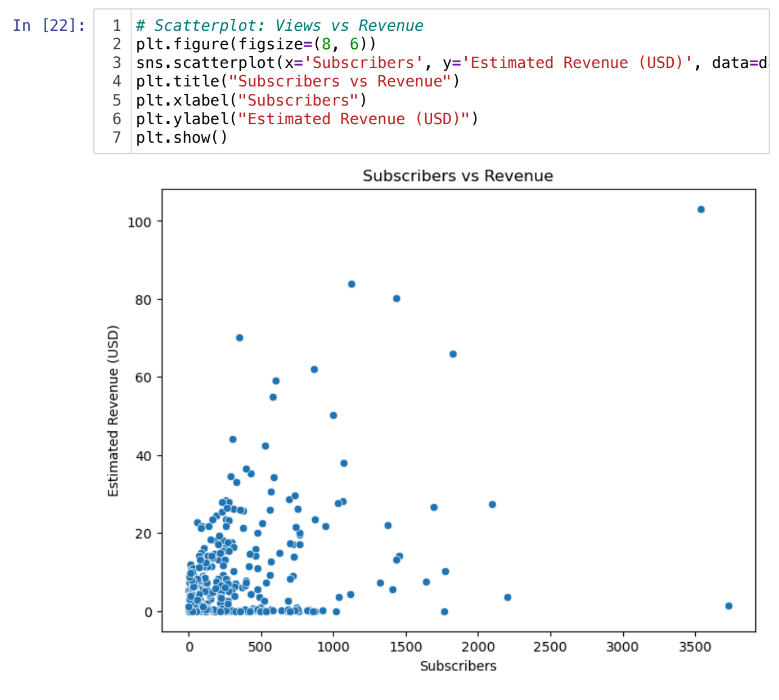 In [22]:
1 # Scatterplot: Views vs Revenue
2 plt.figure(figsize=(8, 6))
3 sns.scatterplot(x='Subscribers', y='Estimated Revenue (USD)', data=d
4 plt.title("Subscribers vs Revenue")
5 plt.xlabel("Subscribers")
6 plt.ylabel("Estimated Revenue (USD)")
7 plt.show()
Subscribers vs Revenue
Estimated Revenue (USD)
100
80
60
40
20
0
0 500 1000 1500 2000 2500 3000 3500
Subscribers